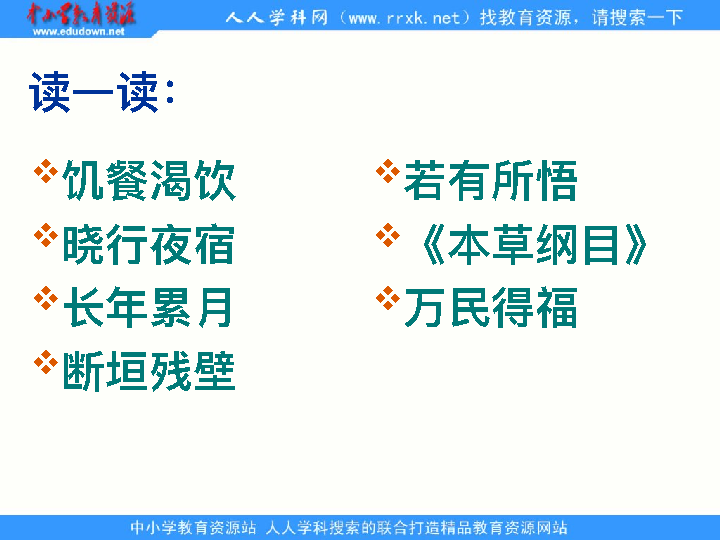 中小学教育资源
www.edudown.net
人人学科网（www.rrxk.net）找教育资源，请搜索一下
读一读：
饥餐渴饮
晓行夜宿
长年累月
断垣残壁
若有所悟
《本草纲目》
万民得福
中小学教育资源站 人人学科搜索的联合打造精品教育资源网站